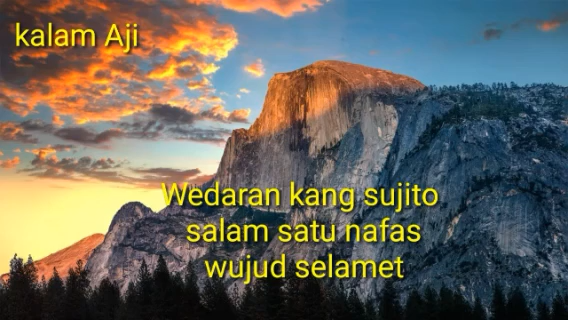 kalam Aji
Wedaran kang sujito
salam satu nafas
wujud selamet